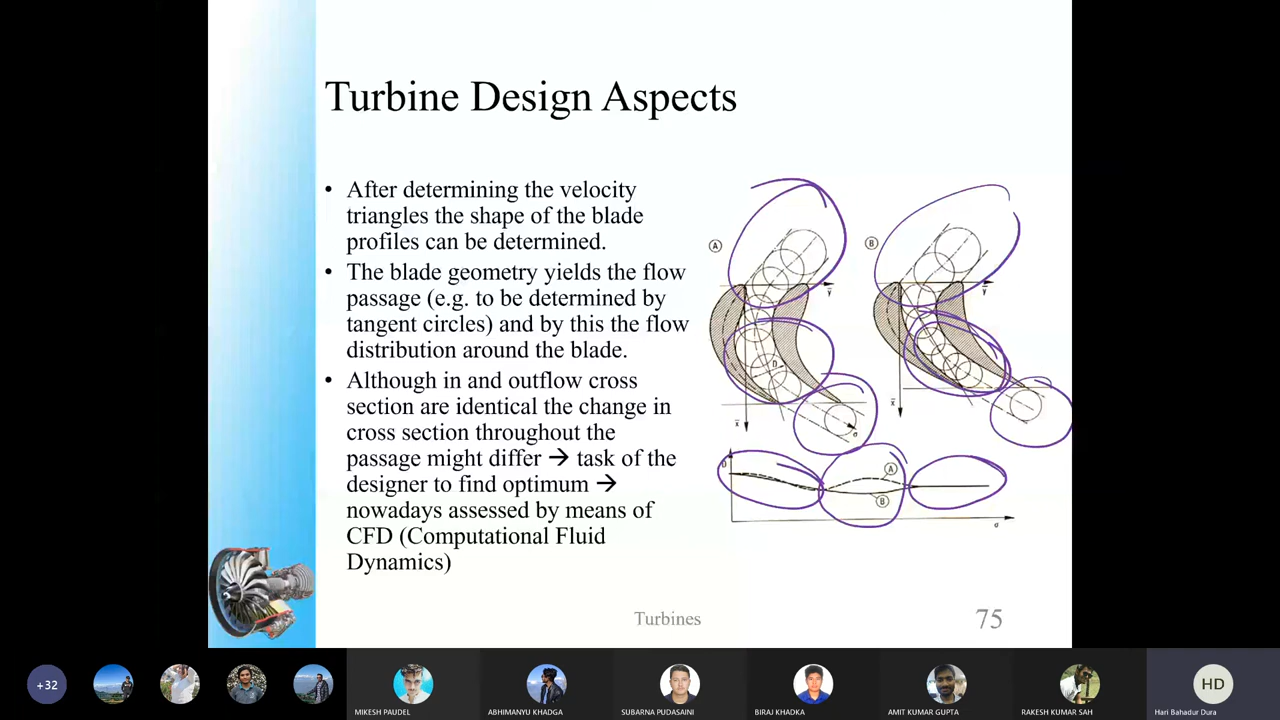 Turbine Design Aspects
• After determining the velocity
triangles the shape of the blade
profiles can be determined.
• The blade geometry yields the flow
passage (e.g. to be determined by
tangent circles) and by this the flow
distribution around the blade.
• Although in and outflow cross
section are identical the change in
cross section throughout the
passage might differ → task of the
designer to find optimum →
nowadays assessed by means of
CFD (Computational Fluid
Dynamics)
A
B
y
y
D
x
x
σ
D
A
B
σ
Turbines
75
+32
MIKESH PAUDEL
ABHIMANYU KHADGA
SUBARNA PUDASAINI
BIRAJ KHADKA
AMIT KUMAR GUPTA
RAKESH KUMAR SAH
HD
Hari Bahadur Dura